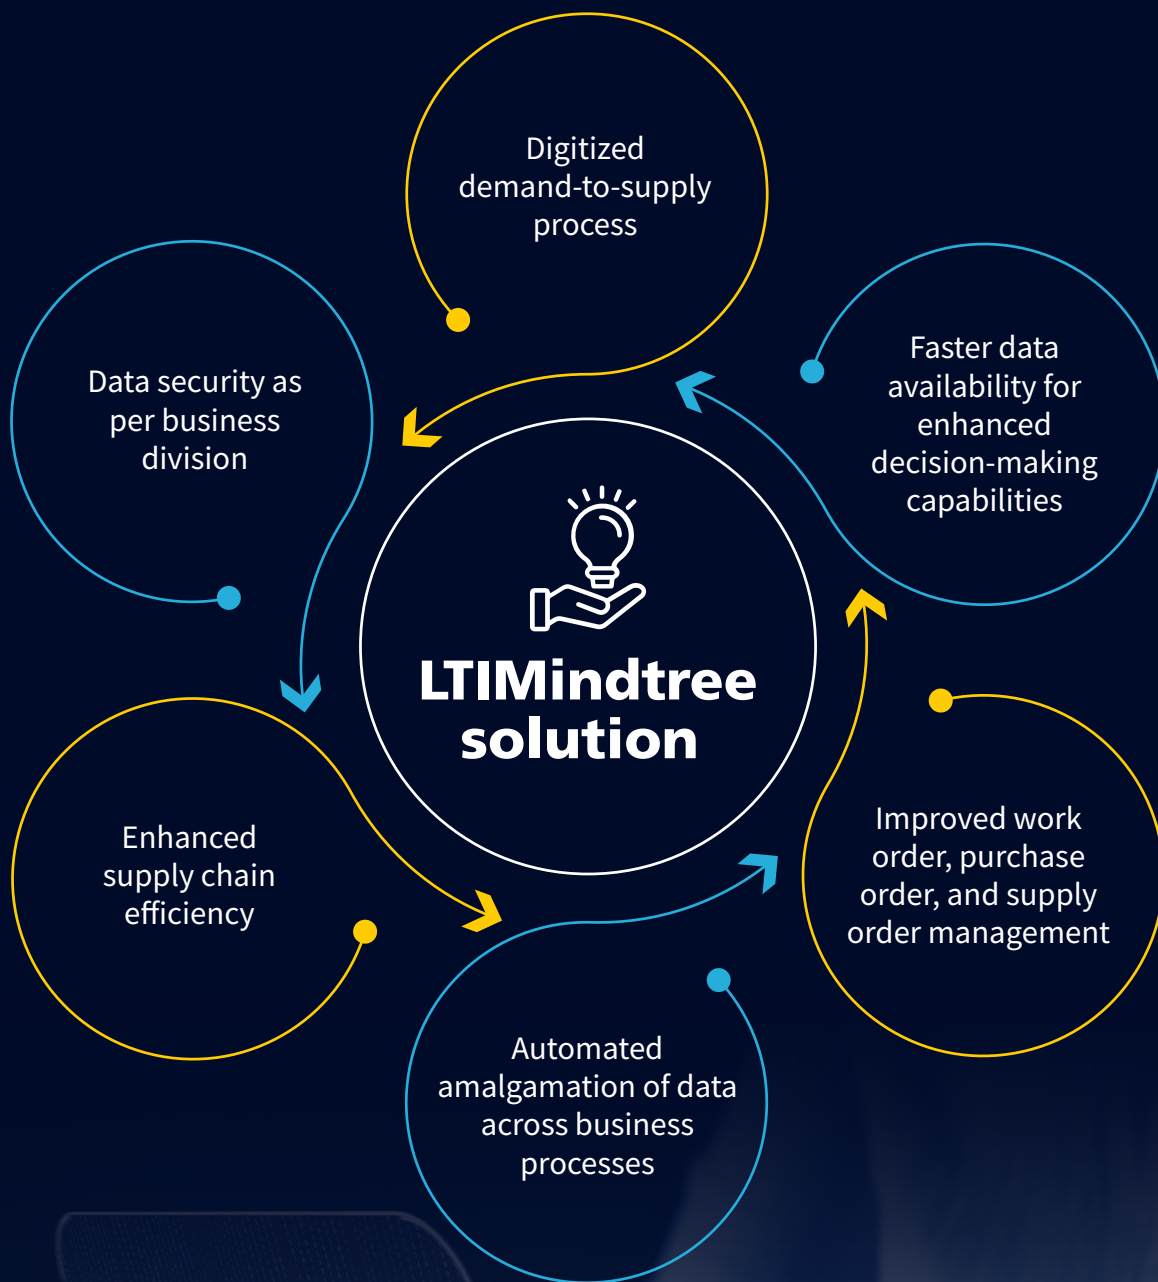 Digitized
demand-to-supply
process
Faster data
availability for
enhanced
decision-making
capabilities
Data security as
per business
division
LTIMindtree
solution
Enhanced
supply chain
efficiency
Improved work
order, purchase
order, and supply
order management
Automated
amalgamation of data
across business
processes